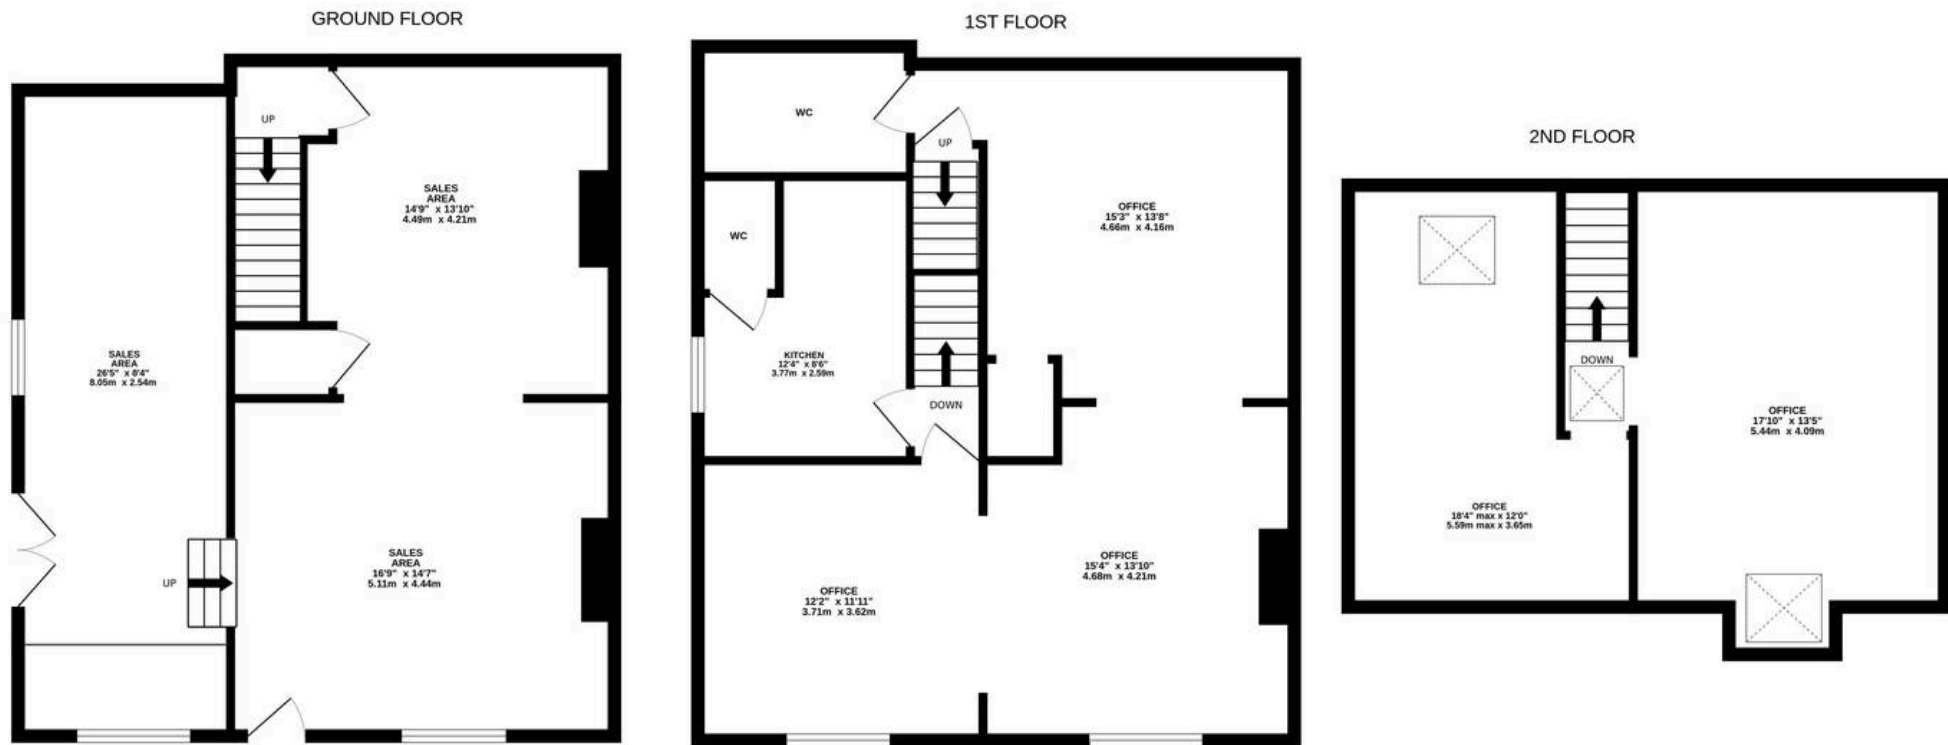 GROUND FLOOR
UP
SALES
AREA
14'9" x 13'10"
4.49m x 4.21m
SALES
AREA
26'5" x 8'4"
8.05m x 2.54m
UP
SALES
AREA
16'9" x 14'7"
5.11m x 4.44m
1ST FLOOR
WC
UP
WC
OFFICE
15'3" x 13'8"
4.66m x 4.16m
KITCHEN
12'4" x 8'6"
3.77m x 2.59m
DOWN
OFFICE
12'2" x 11'11"
3.71m x 3.62m
OFFICE
15'4" x 13'10"
4.68m x 4.21m
2ND FLOOR
DOWN
OFFICE
17'10" x 13'5"
5.44m x 4.09m
OFFICE
18'4" max x 12'0"
5.59m max x 3.65m